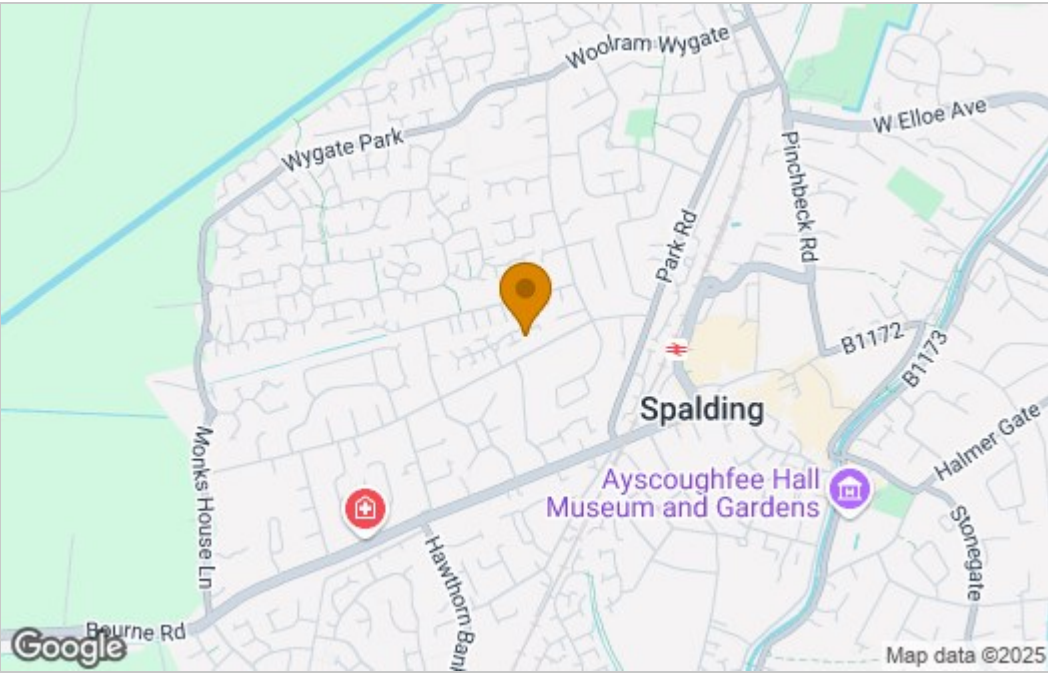 Woolram Wygate
Wygate Park
W Elloe Ave
Pinchbeck Rd
Park Rd
B1172
B1173
Spalding
Halmer Gate
Ayscoughfee Hall
Museum and Gardens
Monks House Ln
Stonegate
Hawthorn Bank
Bourne Rd
Google
Map data ©2025